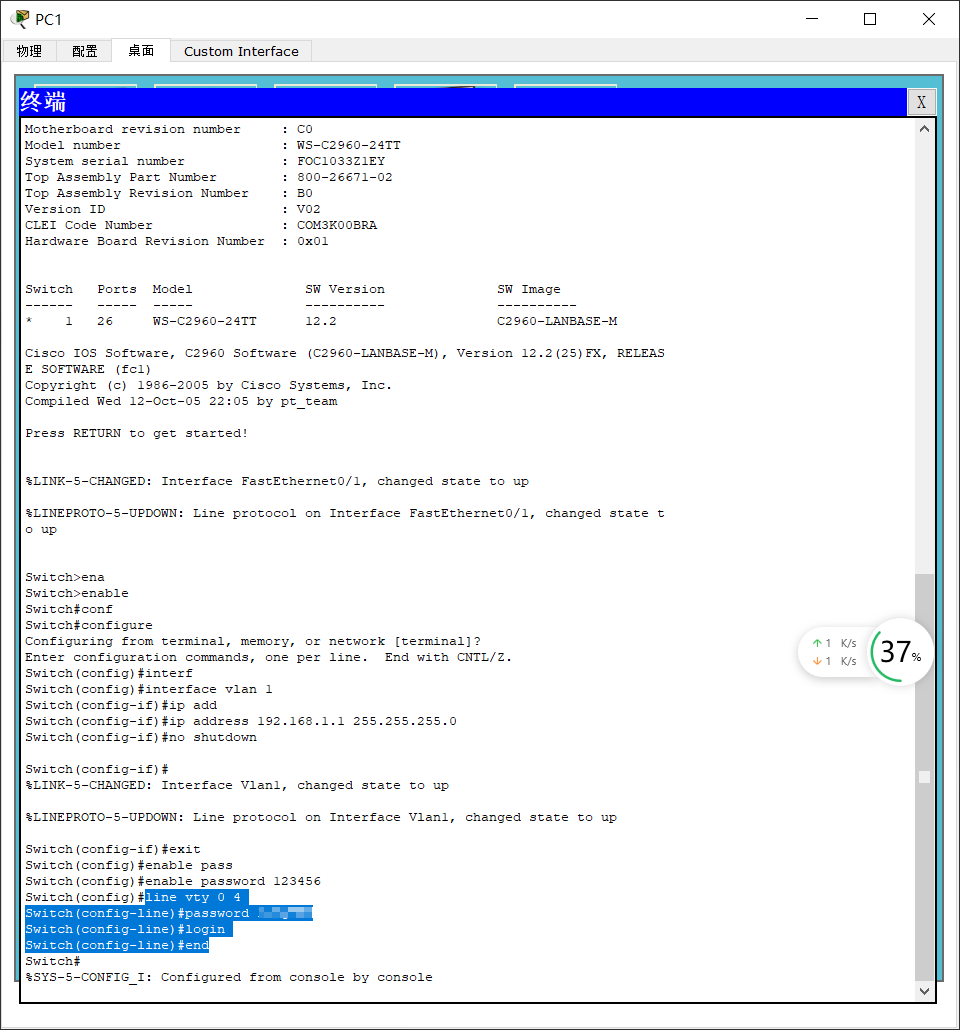 PC1
物理 配置 桌面 Custom Interface
终端 X
Motherboard revision number : C0
Model number : WS-C2960-24TT
System serial number : FOC1033Z1EY
Top Assembly Part Number : 800-26671-02
Top Assembly Revision Number : B0
Version ID : V02
CLEI Code Number : COM3K00BRA
Hardware Board Revision Number : 0x01
Switch Ports Model SW Version SW Image
------ ----- ----- ---------- ----------
* 1 26 WS-C2960-24TT 12.2 C2960-LANBASE-M
Cisco IOS Software, C2960 Software (C2960-LANBASE-M), Version 12.2(25)FX, RELEAS
E SOFTWARE (fc1)
Copyright (c) 1986-2005 by Cisco Systems, Inc.
Compiled Wed 12-Oct-05 22:05 by pt_team
Press RETURN to get started!
%LINK-5-CHANGED: Interface FastEthernet0/1, changed state to up
%LINEPROTO-5-UPDOWN: Line protocol on Interface FastEthernet0/1, changed state t
o up
Switch>ena
Switch>enable
Switch#conf
Switch#configure
Configuring from terminal, memory, or network [terminal]?
Enter configuration commands, one per line.  End with CNTL/Z.
Switch(config)#interf
Switch(config)#interface vlan 1
Switch(config-if)#ip add
Switch(config-if)#ip address 192.168.1.1 255.255.255.0
Switch(config-if)#no shutdown
Switch(config-if)#
%LINK-5-CHANGED: Interface Vlan1, changed state to up
%LINEPROTO-5-UPDOWN: Line protocol on Interface Vlan1, changed state to up
Switch(config-if)#exit
Switch(config)#enable pass
Switch(config)#enable password 123456
Switch(config)#line vty 0 4
Switch(config-line)#password
Switch(config-line)#login
Switch(config-line)#end
Switch#
%SYS-5-CONFIG_I: Configured from console by console
↑ 1 K/s
↓ 1 K/s
37%